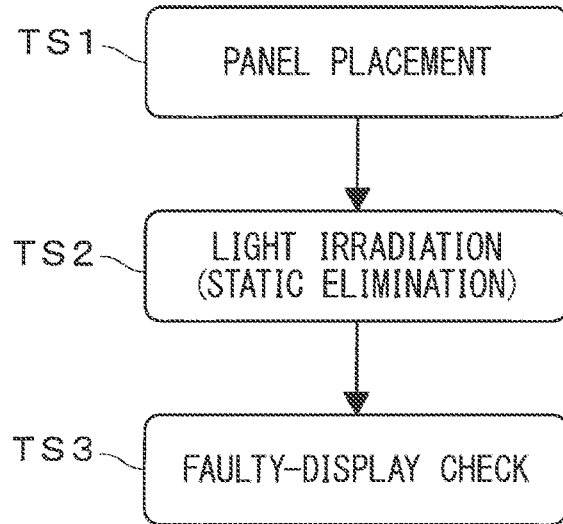 TS1
PANEL PLACEMENT
TS2
LIGHT IRRADIATION
(STATIC ELIMINATION)
TS3
FAULTY-DISPLAY CHECK